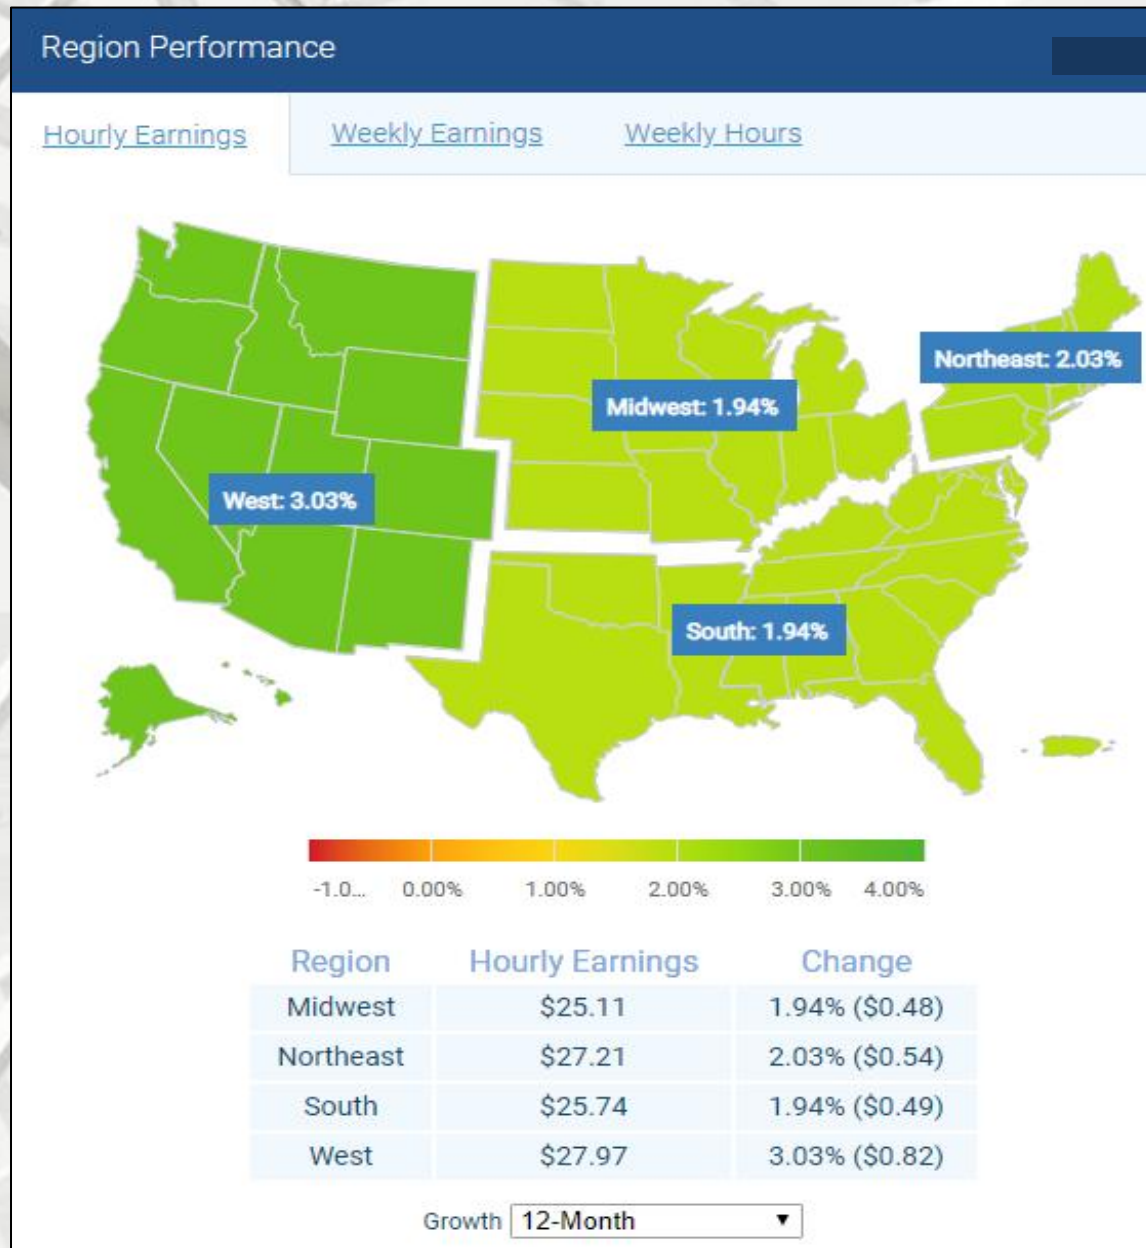 Region Performance
Hourly Earnings Weekly Earnings Weekly Hours
Northeast: 2.03%
Midwest: 1.94%
West: 3.03%
South: 1.94%
-1.0... 0.00% 1.00% 2.00% 3.00% 4.00%
Region Hourly Earnings Change
Midwest $25.11 1.94% ($0.48)
Northeast $27.21 2.03% ($0.54)
South $25.74 1.94% ($0.49)
West $27.97 3.03% ($0.82)
Growth 12-Month